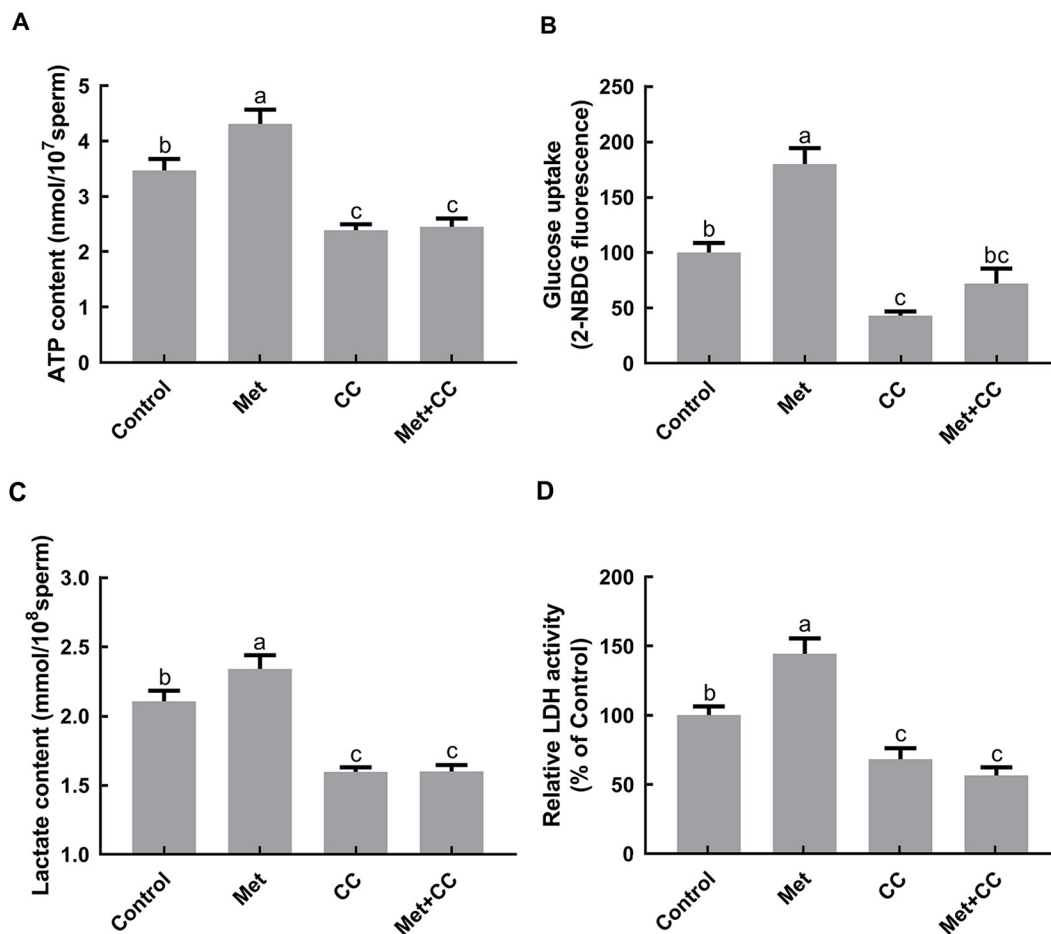 A
ATP content (nmol/10⁷sperm)
5
4
3
2
1
0
b
a
c
c
Control
Met
CC
Met+CC
B
Glucose uptake
(2-NBDG fluorescence)
250
200
150
100
50
0
b
a
c
bc
Control
Met
CC
Met+CC
C
Lactate content (mmol/10⁸sperm)
3.0
2.5
2.0
1.5
1.0
b
a
c
c
Control
Met
CC
Met+CC
D
Relative LDH activity
(% of Control)
200
150
100
50
0
b
a
c
c
Control
Met
CC
Met+CC